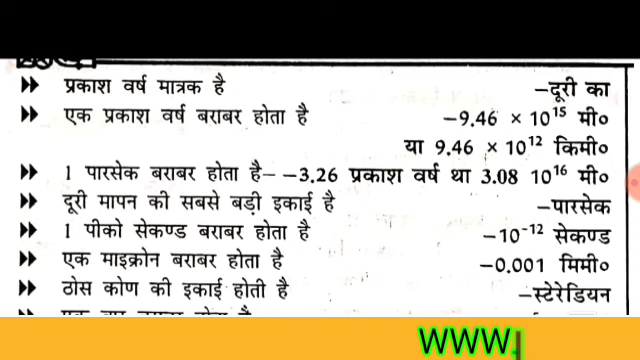 ▶▶ प्रकाश वर्ष मात्रक है –दूरी का
▶▶ एक प्रकाश वर्ष बराबर होता है –9.46 × 10¹⁵ मी०
या 9.46 × 10¹² किमी०
▶▶ 1 पारसेक बराबर होता है– –3.26 प्रकाश वर्ष था 3.08 10¹⁶ मी०
▶▶ दूरी मापन की सबसे बड़ी इकाई है –पारसेक
▶▶ 1 पीको सेकण्ड बराबर होता है –10⁻¹² सेकण्ड
▶▶ एक माइक्रोन बराबर होता है –0.001 मिमी०
▶▶ ठोस कोण की इकाई होती है –स्टेरेडियन
WWW.